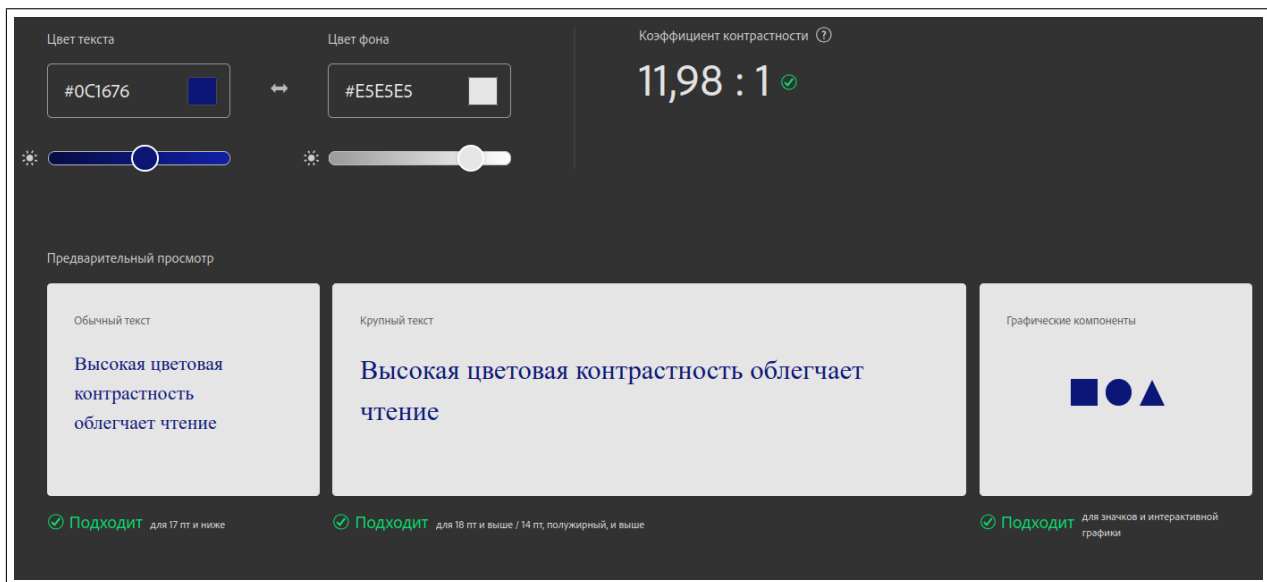 Цвет текста
Цвет фона
Коэффициент контрастности ?
#0C1676
#E5E5E5
11,98 : 1
Предварительный просмотр
Обычный текст
Высокая цветовая
контрастность
облегчает чтение
Крупный текст
Высокая цветовая контрастность облегчает
чтение
Графические компоненты
Подходит для 17 пт и ниже
Подходит для 18 пт и выше / 14 пт, полужирный, и выше
Подходит для значков и интерактивной
графики